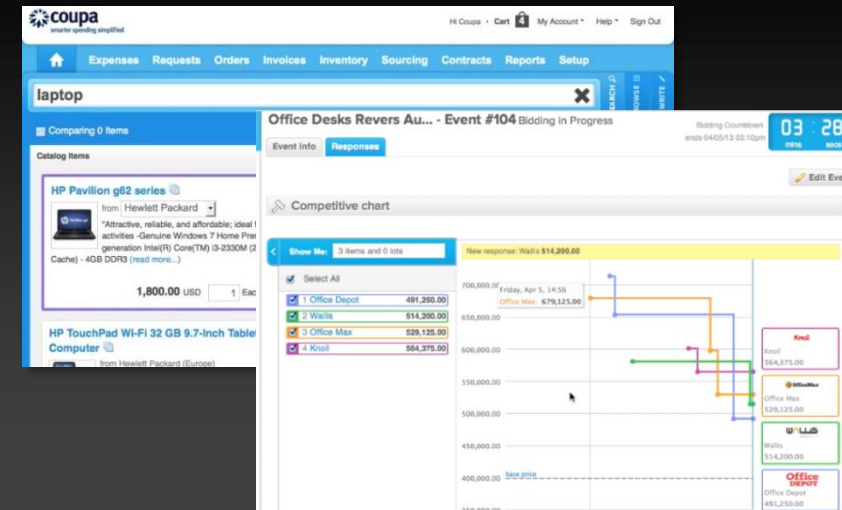 coupa
smarter spending simplified
Hi Coupa · Cart 4 My Account Help Sign Out
Expenses Requests Orders Invoices Inventory Sourcing Contracts Reports Setup
laptop
Comparing 0 Items
Catalog Items
HP Pavilion g62 series
from Hewlett Packard
"Attractive, reliable, and affordable; ideal
activities -Genuine Windows 7 Home Pre
generation Intel(R) Core(TM) i3-2330M (2
Cache) - 4GB DDR3 (read more...)
1,800.00 USD 1 Eac
HP TouchPad Wi-Fi 32 GB 9.7-Inch Tablet
Computer
from Hewlett Packard (Europe)
WRITE
Office Desks Revers Au... - Event #104 Bidding in Progress
Bidding Countdown
ends 04/05/13 03:10pm
03 : 28
mins secs
Event Info Responses
Edit Eve
Competitive chart
Show Me: 3 items and 0 lots
New response: Wallis 514,200.00
Select All
1 Office Depot 491,250.00
2 Wallis 514,200.00
3 Office Max 529,125.00
4 Knoll 564,375.00
700,000.00
Friday, Apr 5, 14:56
Office Max: 679,125.00
650,000.00
600,000.00
550,000.00
500,000.00
450,000.00
400,000.00
base price
350,000.00
Knoll
Knoll
564,375.00
OfficeMax
Office Max
529,125.00
WALLIS
Wallis
514,200.00
Office DEPOT
Office Depot
491,250.00